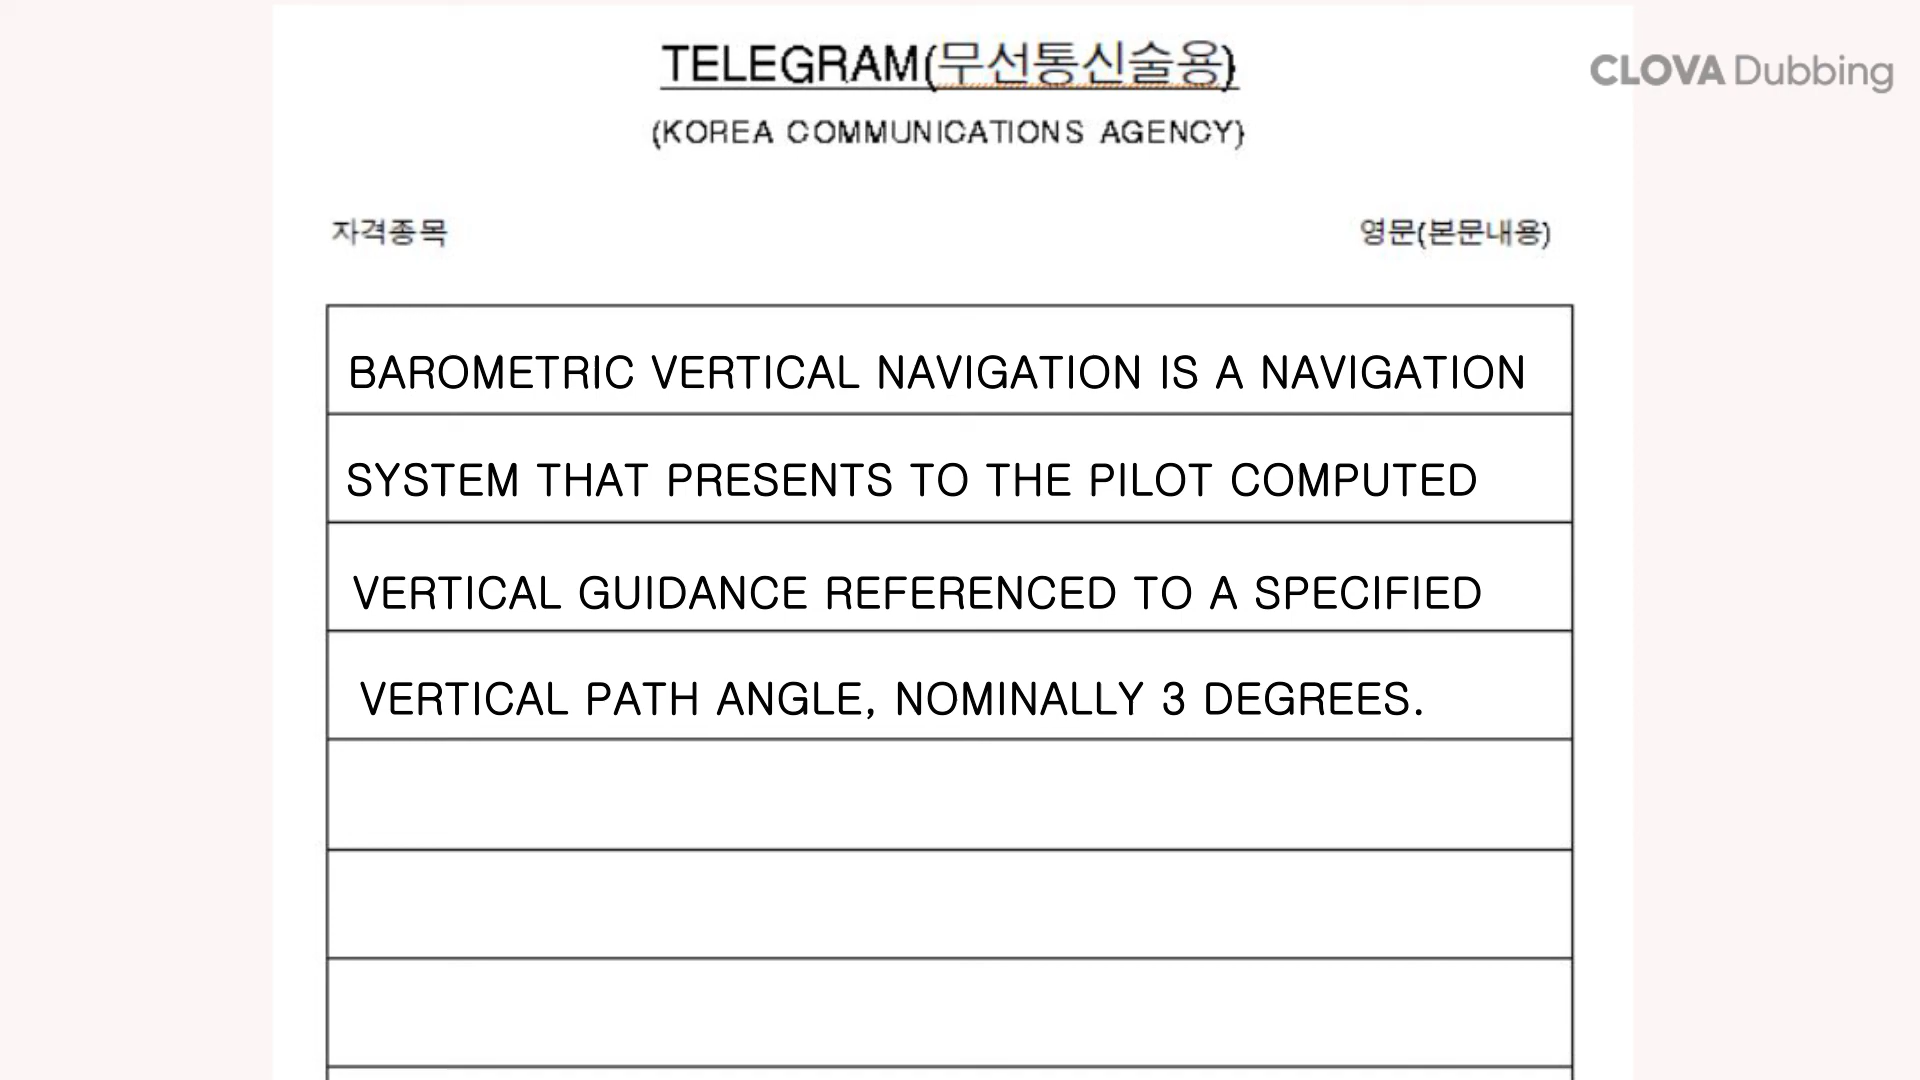 TELEGRAM(무선통신술용)
CLOVA Dubbing
(KOREA COMMUNICATIONS AGENCY)
자격종목
영문(본문내용)
BAROMETRIC VERTICAL NAVIGATION IS A NAVIGATION
SYSTEM THAT PRESENTS TO THE PILOT COMPUTED
VERTICAL GUIDANCE REFERENCED TO A SPECIFIED
VERTICAL PATH ANGLE, NOMINALLY 3 DEGREES.